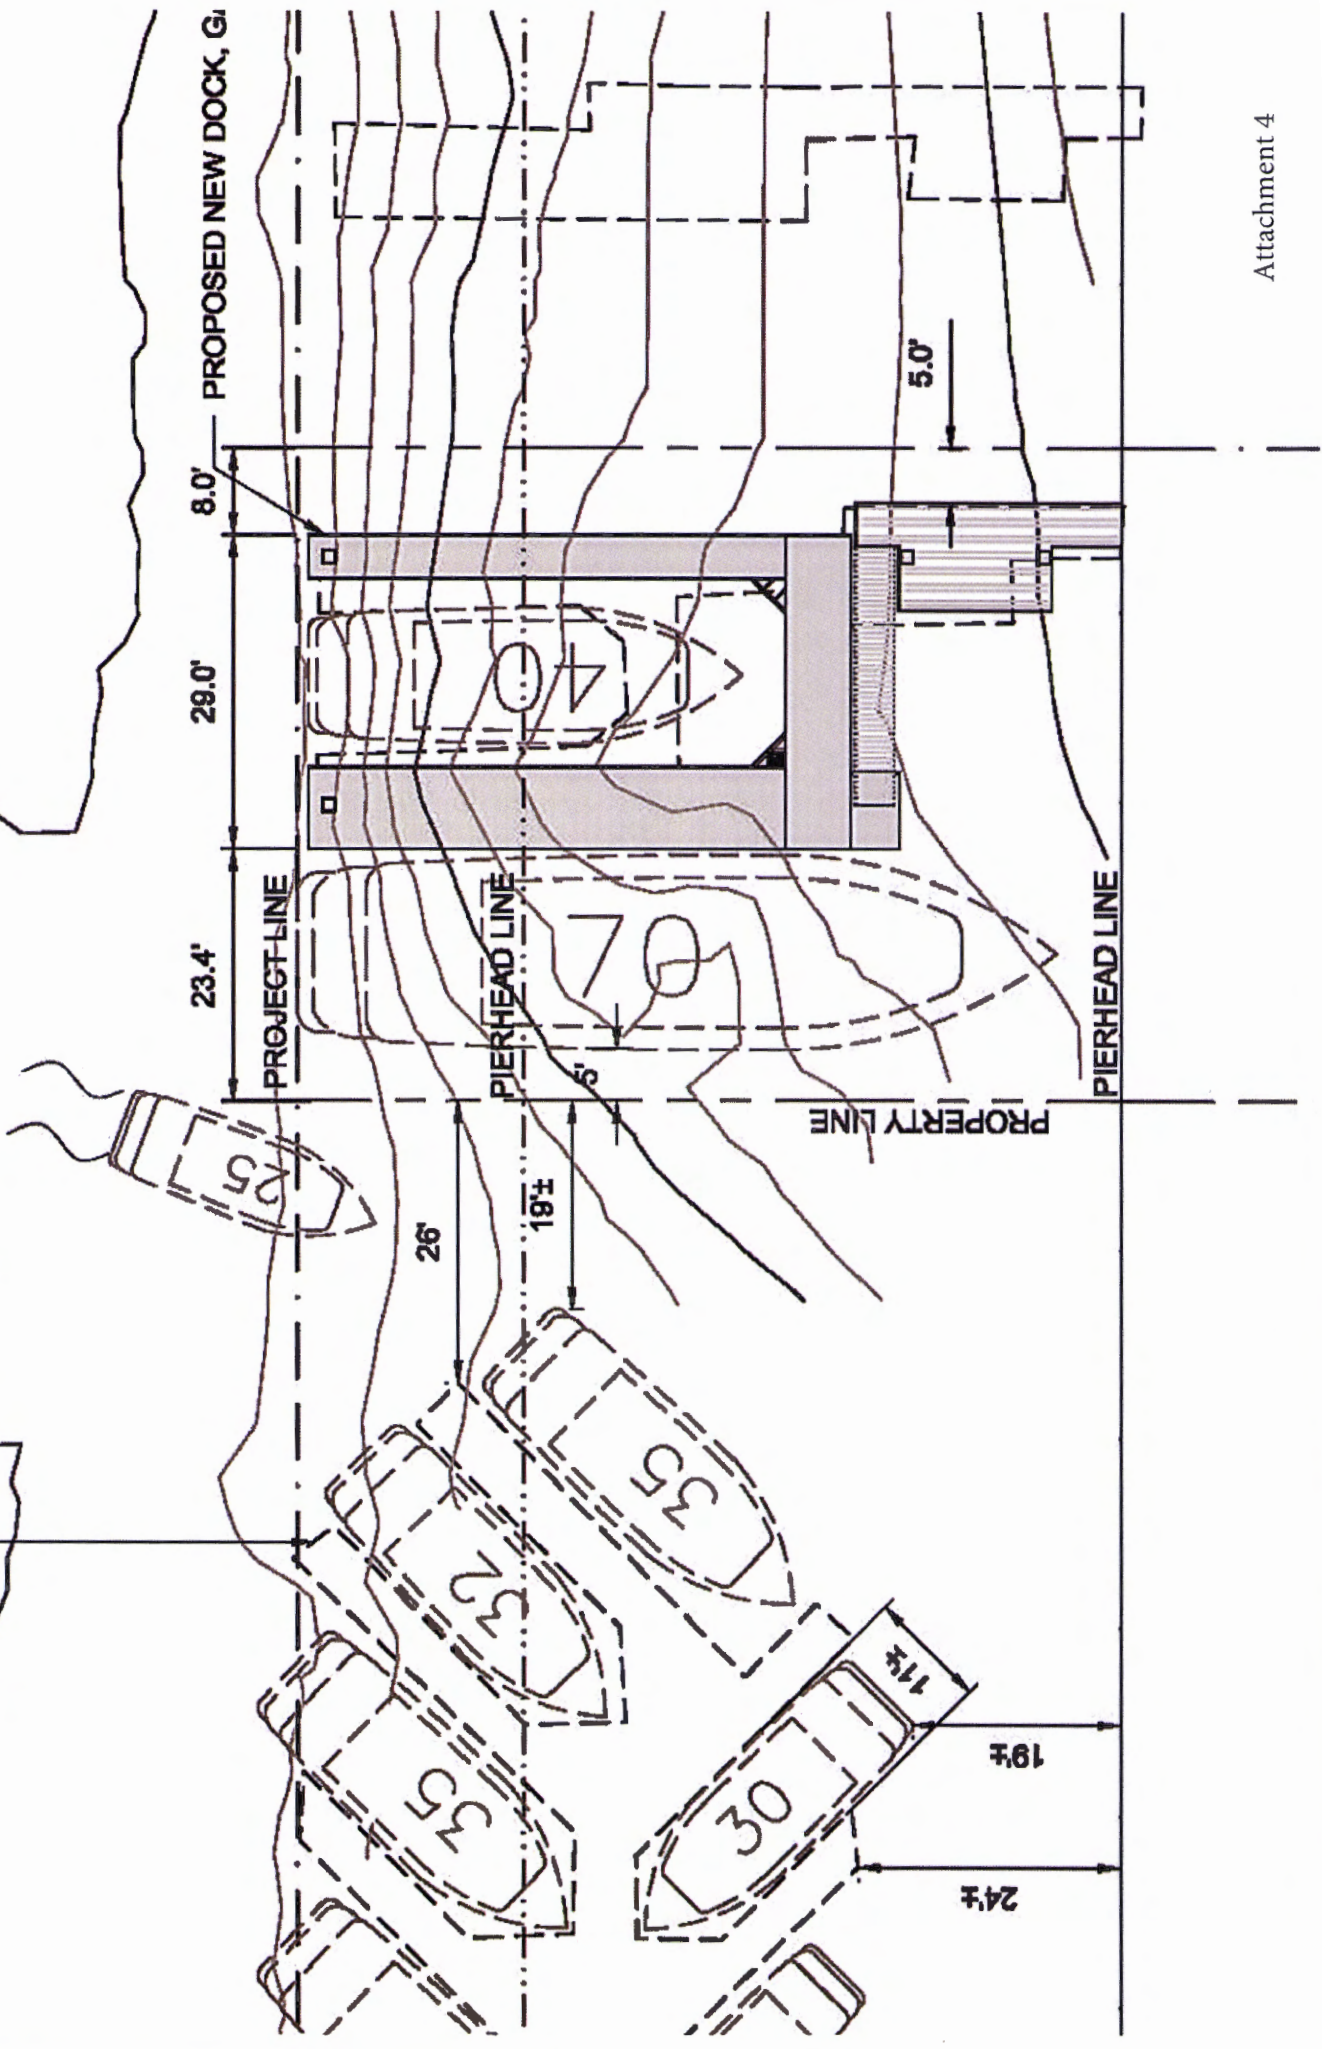 PROPOSED NEW DOCK, GA
8.0'
29.0'
23.4'
5.0'
PROJECT LINE
PIERHEAD LINE
PIERHEAD LINE
PROPERTY LINE
40
70
5'
25
26'
19'±
35
32
35
30
11'±
19'±
24'±
Attachment 4